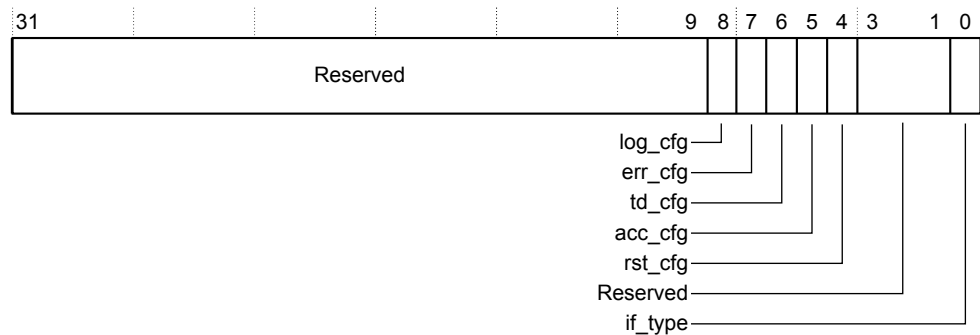 31 9 8 7 6 5 4 3 1 0
Reserved
log_cfg
err_cfg
td_cfg
acc_cfg
rst_cfg
Reserved
if_type